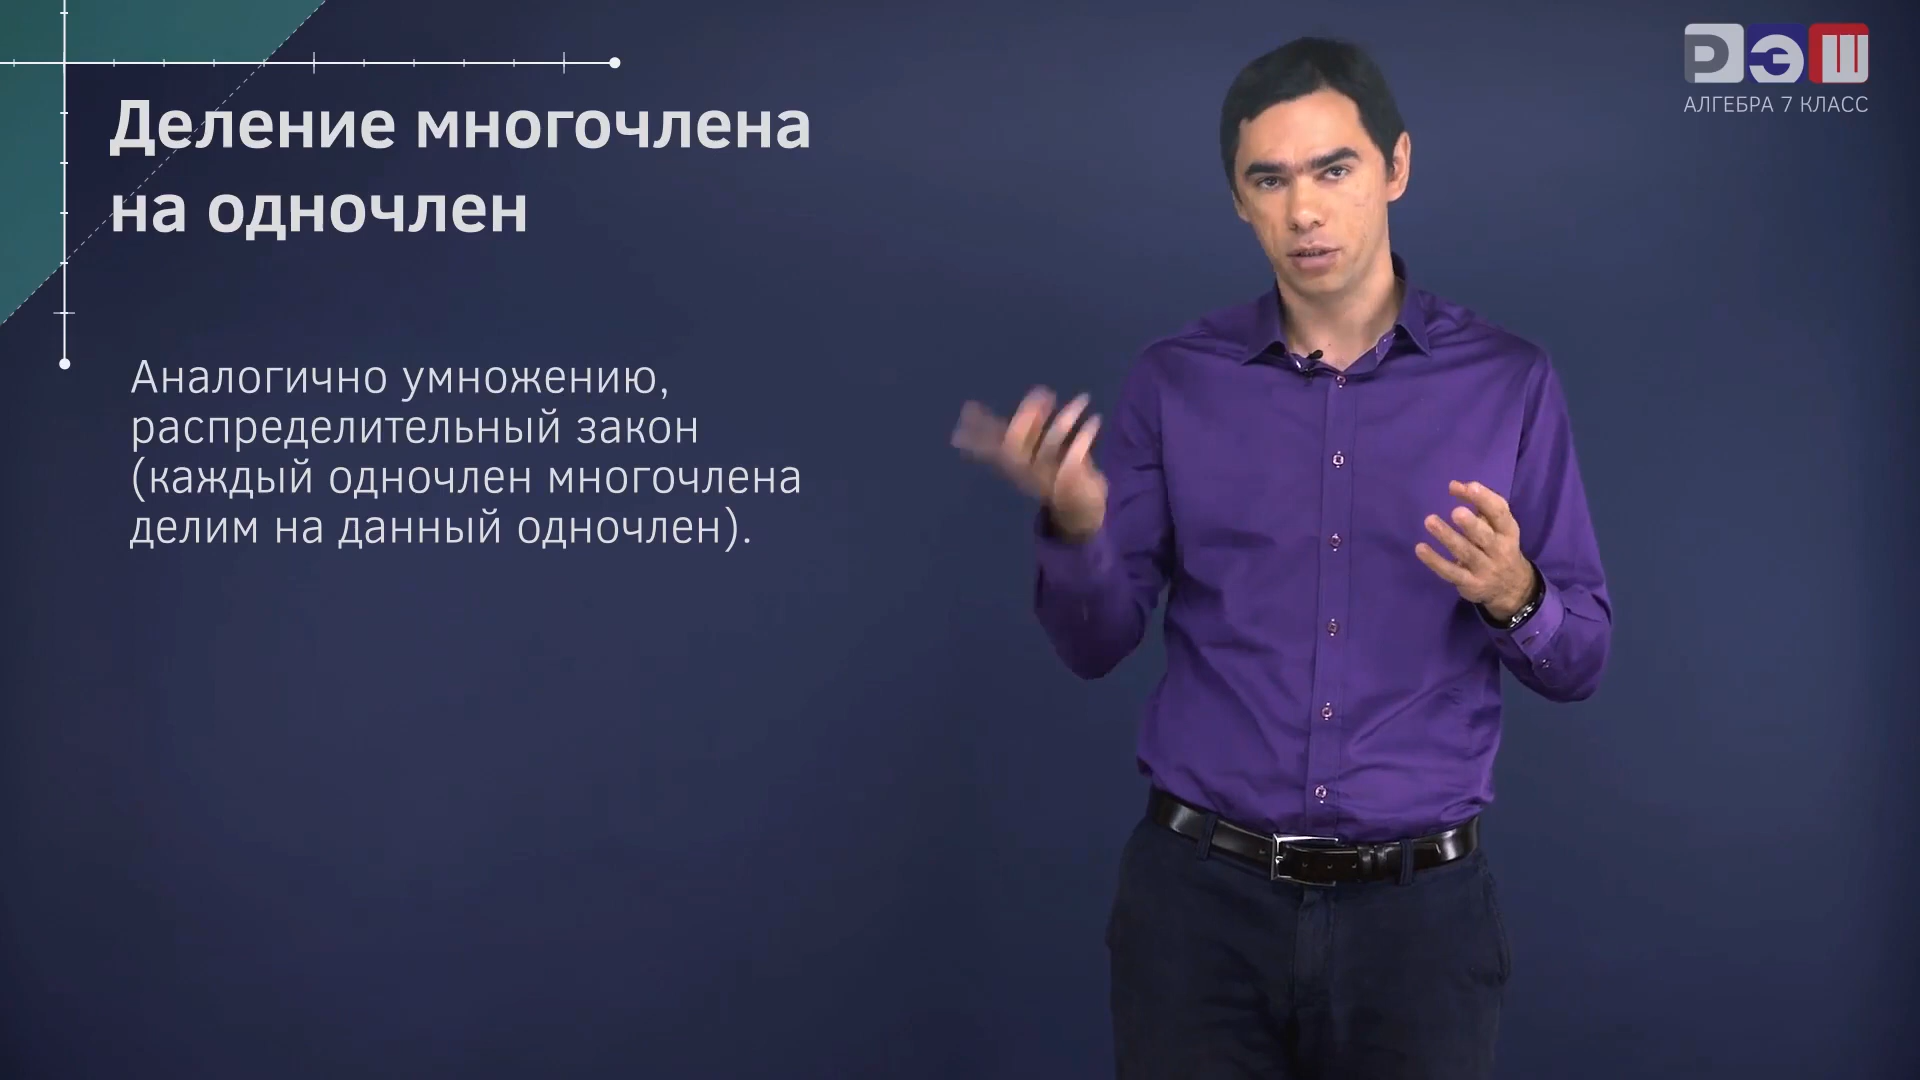 Деление многочлена
на одночлен
Аналогично умножению,
распределительный закон
(каждый одночлен многочлена
делим на данный одночлен).
РЭШ
АЛГЕБРА 7 КЛАСС